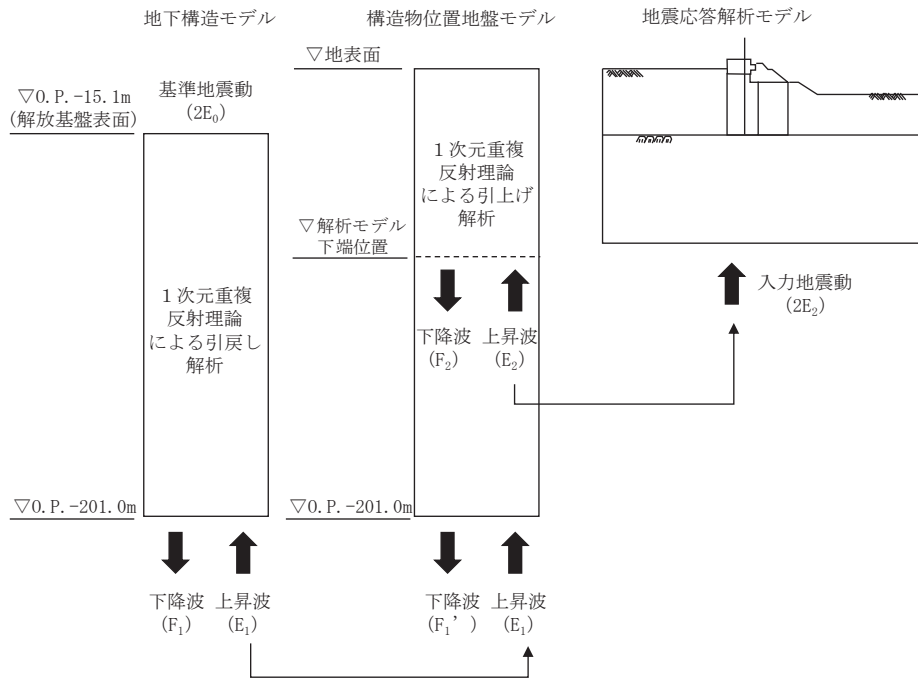 地下構造モデル
構造物位置地盤モデル
地震応答解析モデル
▽O.P.-15.1m
(解放基盤表面)
基準地震動
(2E₀)
1次元重複
反射理論
による引戻し
解析
▽O.P.-201.0m
下降波
(F₁)
上昇波
(E₁)
▽地表面
1次元重複
反射理論
による引上げ
解析
▽解析モデル
下端位置
下降波
(F₂)
上昇波
(E₂)
▽O.P.-201.0m
下降波
(F₁’)
上昇波
(E₁)
入力地震動
(2E₂)